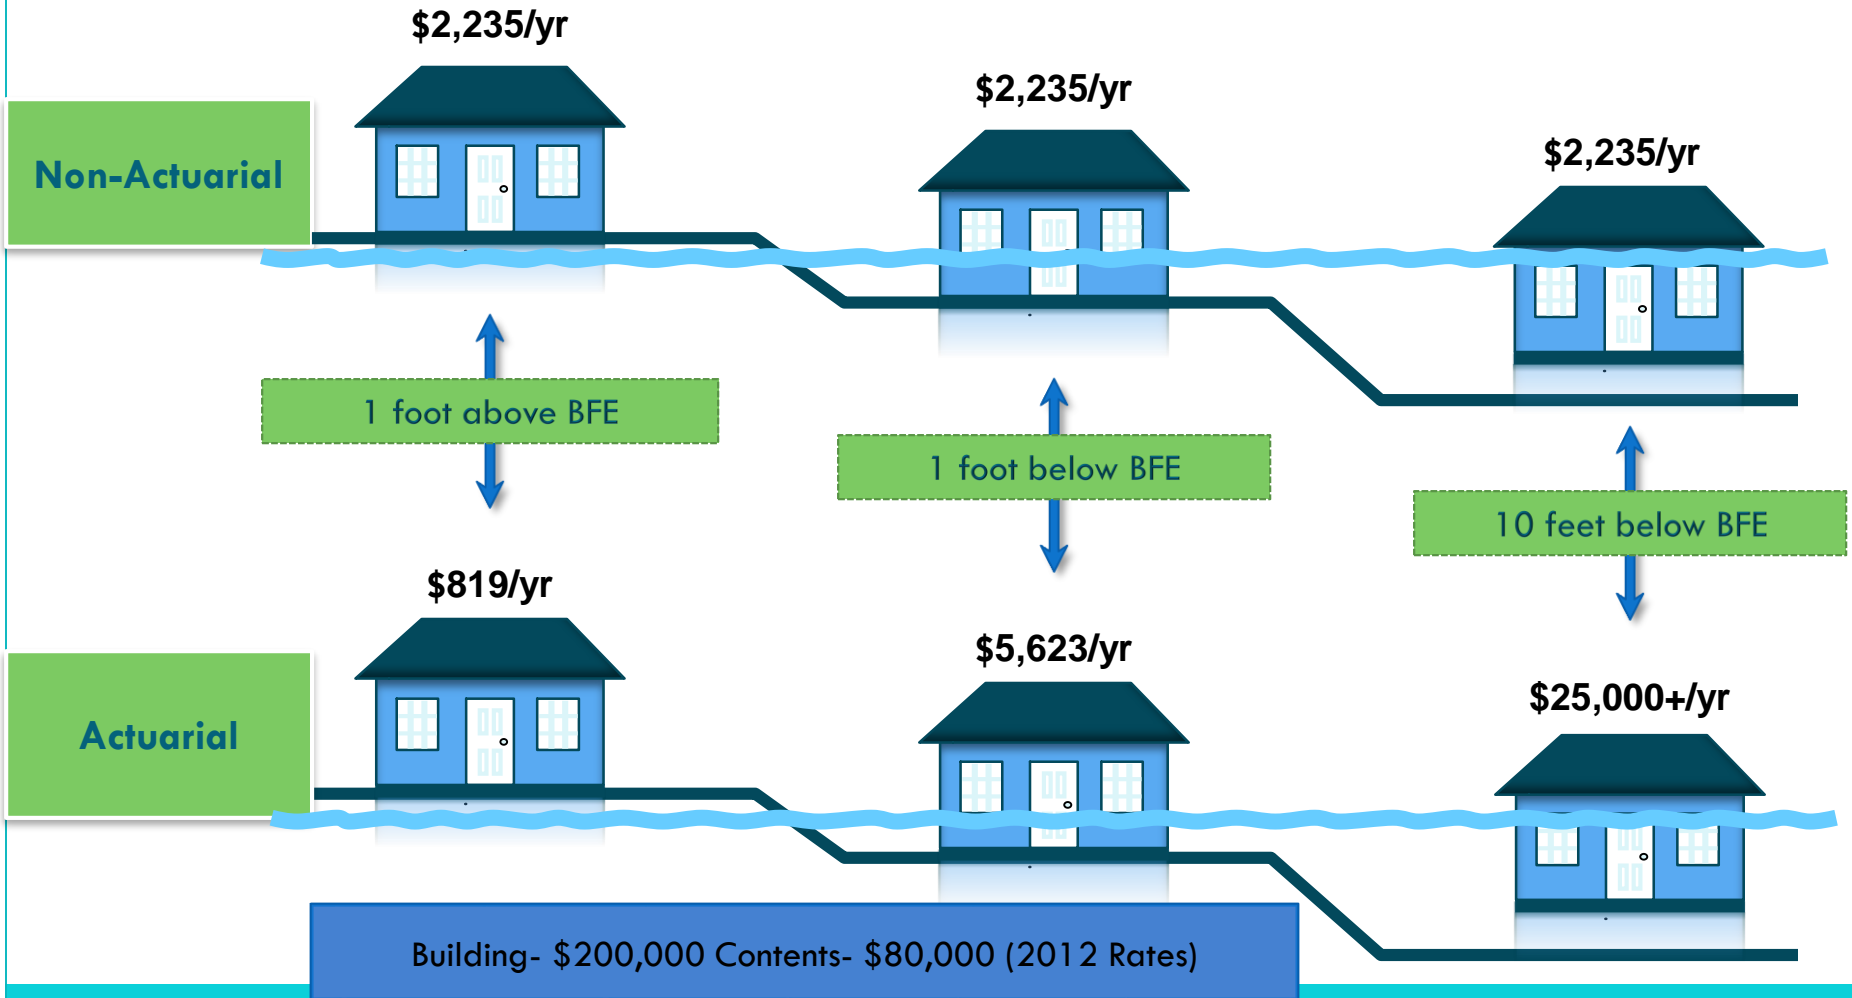 $2,235/yr
$2,235/yr
$2,235/yr
Non-Actuarial
1 foot above BFE
1 foot below BFE
10 feet below BFE
$819/yr
$5,623/yr
$25,000+/yr
Actuarial
Building- $200,000 Contents- $80,000 (2012 Rates)